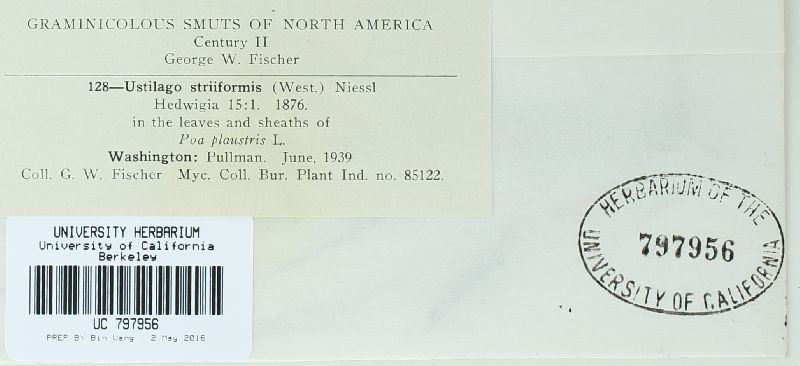 GRAMINICOLOUS SMUTS OF NORTH AMERICA
Century II
George W. Fischer
128—Ustilago striiformis (West.) Niessl
Hedwigia 15:1. 1876.
in the leaves and sheaths of
Poa plaustris L.
Washington: Pullman. June, 1939
Coll. G. W. Fischer Myc. Coll. Bur. Plant Ind. no. 85122.
UNIVERSITY HERBARIUM
University of California
Berkeley
UC 797956
PREP BY Bin Wang , 2 May 2016
HERBARIUM OF THE
797956
UNIVERSITY OF CALIFORNIA